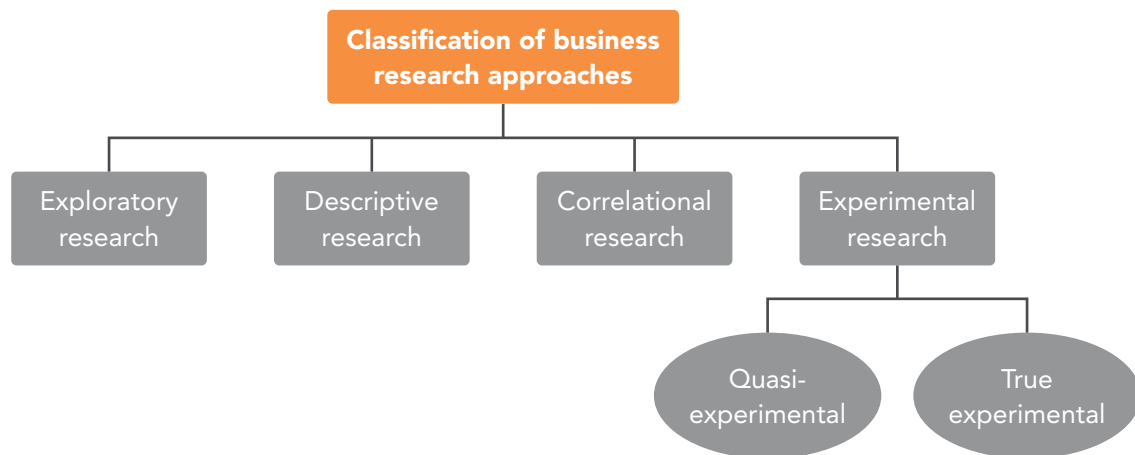 Classification of business
research approaches
Exploratory
research
Descriptive
research
Correlational
research
Experimental
research
Quasi-
experimental
True
experimental